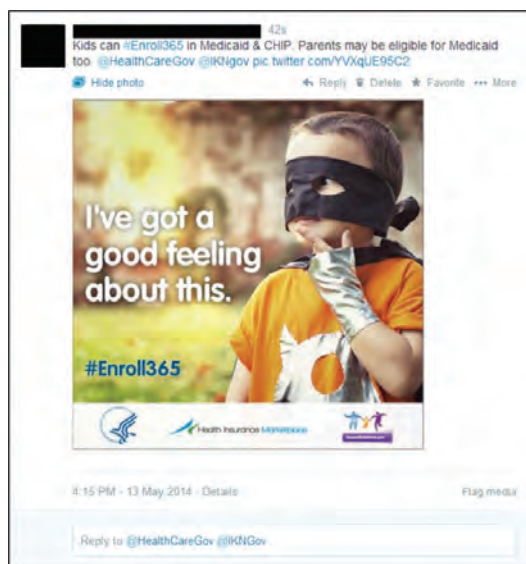 42s
Kids can #Enroll365 in Medicaid & CHIP. Parents may be eligible for Medicaid
too @HealthCareGov @IKNgov pic twitter com/YVXqUE95C2
Hide photo Reply Delete Favorite ••• More
I've got a
good feeling
about this.
#Enroll365
Health Insurance Marketplace
4:15 PM - 13 May 2014 - Details Flag media
Reply to @HealthCareGov @IKNGov